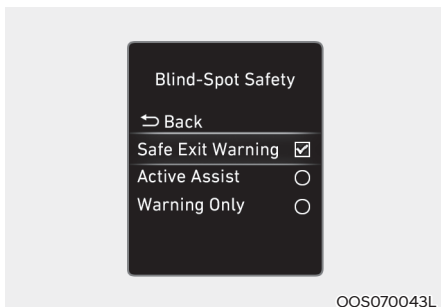 Blind-Spot Safety
Back
Safe Exit Warning
Active Assist
Warning Only
OOS070043L